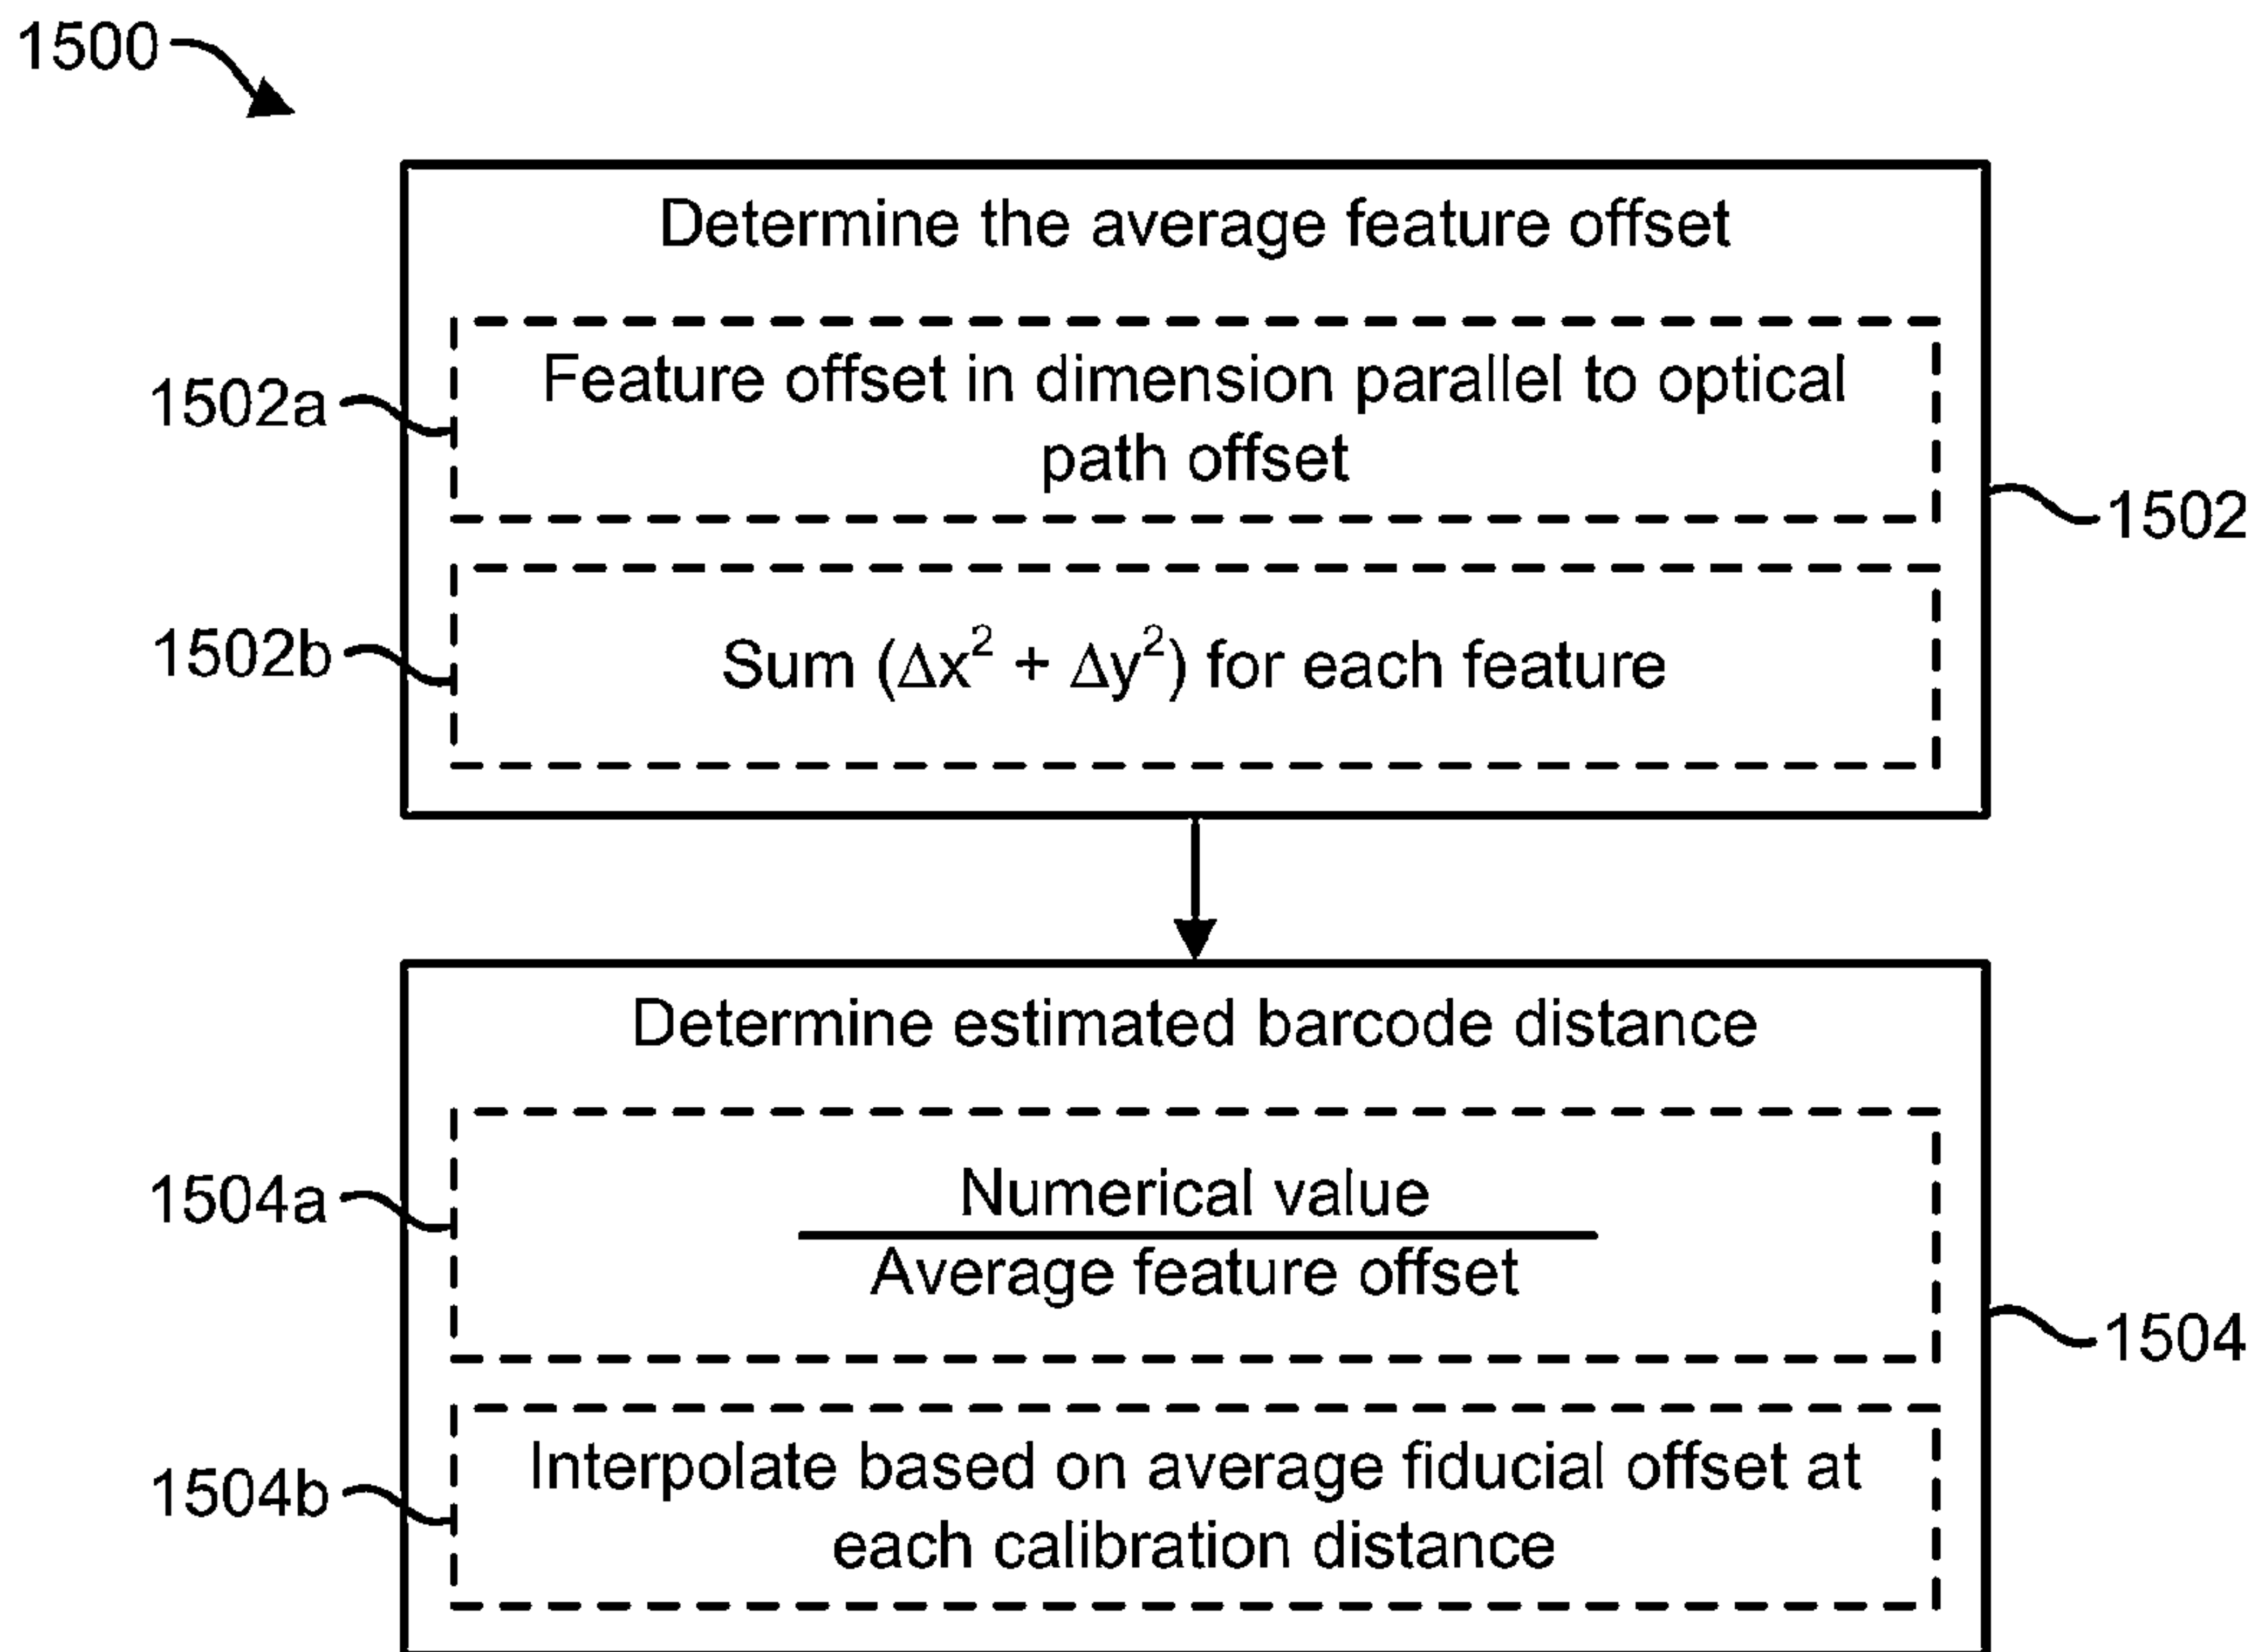 1500
Determine the average feature offset
1502a
Feature offset in dimension parallel to optical
path offset
1502
1502b
Sum (Δx² + Δy²) for each feature
Determine estimated barcode distance
1504a
Numerical value
Average feature offset
1504
1504b
Interpolate based on average fiducial offset at
each calibration distance